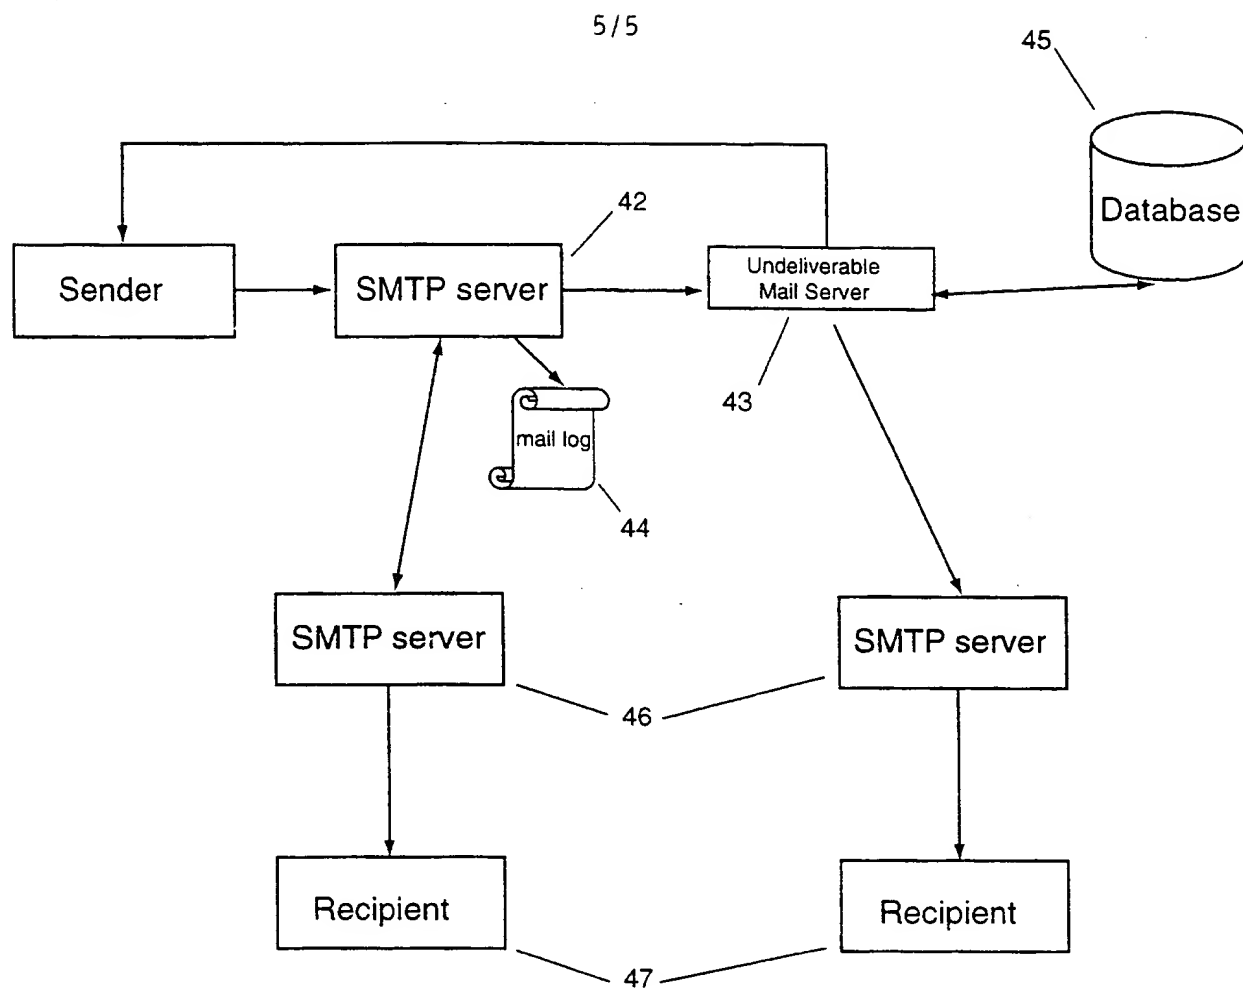 5/5
45
Database
42
Sender
SMTP server
Undeliverable
Mail Server
43
mail log
44
SMTP server
SMTP server
46
Recipient
Recipient
47